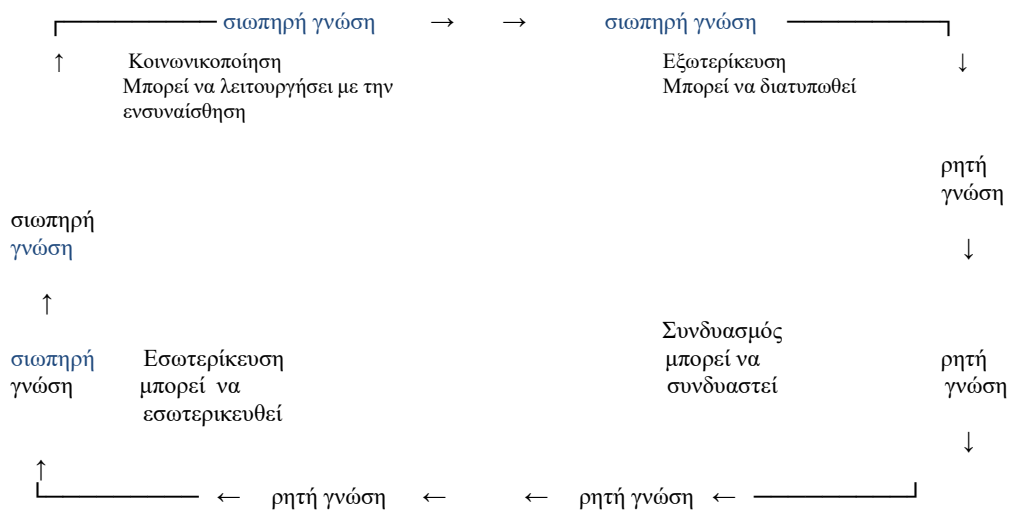 σιωπηρή γνώση → → σιωπηρή γνώση
↑ Κοινωνικοποίηση Εξωτερίκευση ↓
Μπορεί να λειτουργήσει με την Μπορεί να διατυπωθεί
ενσυναίσθηση
ρητή
γνώση
σιωπηρή
γνώση ↓
↑
Συνδυασμός
σιωπηρή Εσωτερίκευση μπορεί να ρητή
γνώση μπορεί να συνδυαστεί γνώση
εσωτερικευθεί
↓
↑
← ρητή γνώση ← ← ρητή γνώση ←